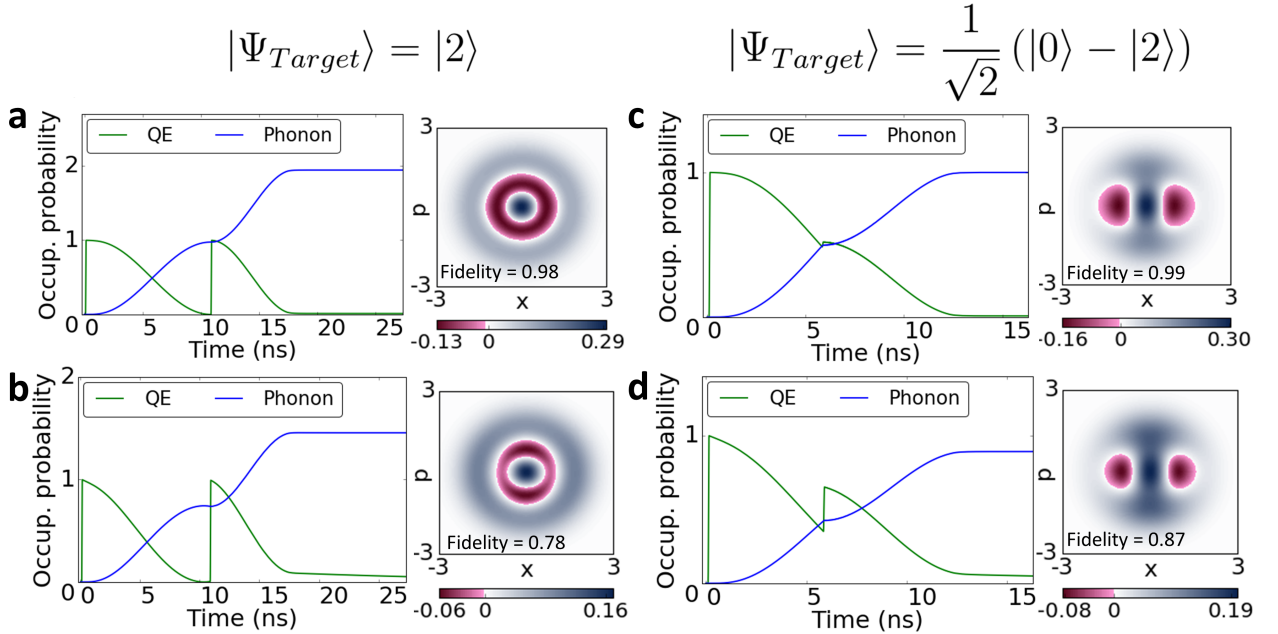 |Ψ_Target⟩ = |2⟩
|Ψ_Target⟩ = 1/√2 (|0⟩ − |2⟩)
a
Occup. probability
QE Phonon
2
1
0
0 5 10 15 20 25
Time (ns)
3
p
-3
Fidelity = 0.98
-3 x 3
-0.13 0 0.29
c
Occup. probability
QE Phonon
1
0
0 5 10 15
Time (ns)
3
p
-3
Fidelity = 0.99
-3 x 3
-0.16 0 0.30
b
Occup. probability
2
QE Phonon
1
0
0 5 10 15 20 25
Time (ns)
3
p
-3
Fidelity = 0.78
-3 x 3
-0.06 0 0.16
d
Occup. probability
QE Phonon
1
0
0 5 10 15
Time (ns)
3
p
-3
Fidelity = 0.87
-3 x 3
-0.08 0 0.19